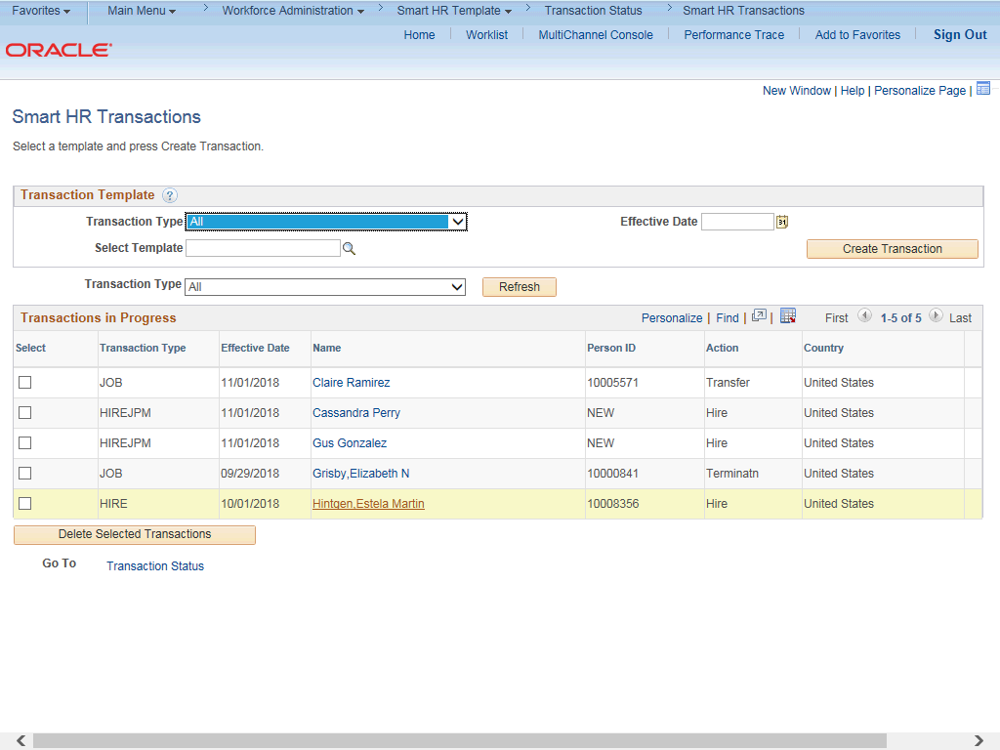 Favorites Main Menu > Workforce Administration > Smart HR Template > Transaction Status > Smart HR Transactions
Home Worklist MultiChannel Console Performance Trace Add to Favorites Sign Out
ORACLE
New Window | Help | Personalize Page |
Smart HR Transactions
Select a template and press Create Transaction.
Transaction Template ?
Transaction Type All Effective Date 31
Select Template Create Transaction
Transaction Type All Refresh
Transactions in Progress Personalize | Find | | First 1-5 of 5 Last
Select Transaction Type Effective Date Name Person ID Action Country
JOB 11/01/2018 Claire Ramirez 10005571 Transfer United States
HIREJPM 11/01/2018 Cassandra Perry NEW Hire United States
HIREJPM 11/01/2018 Gus Gonzalez NEW Hire United States
JOB 09/29/2018 Grisby,Elizabeth N 10000841 Terminatn United States
HIRE 10/01/2018 Hintgen,Estela Martin 10008356 Hire United States
Delete Selected Transactions
Go To Transaction Status